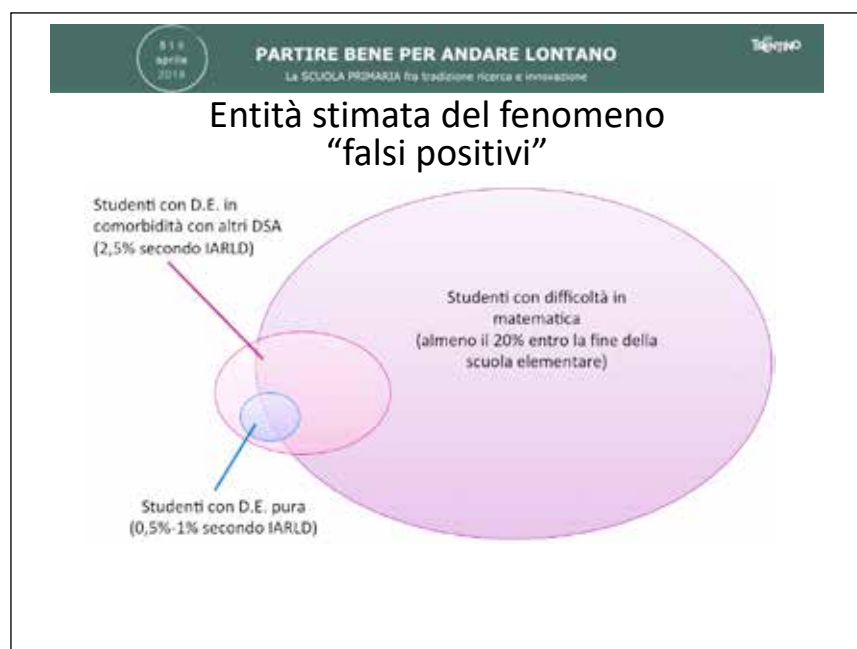 aprile
PARTIRE BENE PER ANDARE LONTANO
La SCUOLA PRIMARIA fra tradizione ricerca e innovazione
TRENTINO
Entità stimata del fenomeno
“falsi positivi”
Studenti con D.E. in
comorbidità con altri DSA
(2,5% secondo IARLD)
Studenti con difficoltà in
matematica
(almeno il 20% entro la fine della
scuola elementare)
Studenti con D.E. pura
(0,5%-1% secondo IARLD)